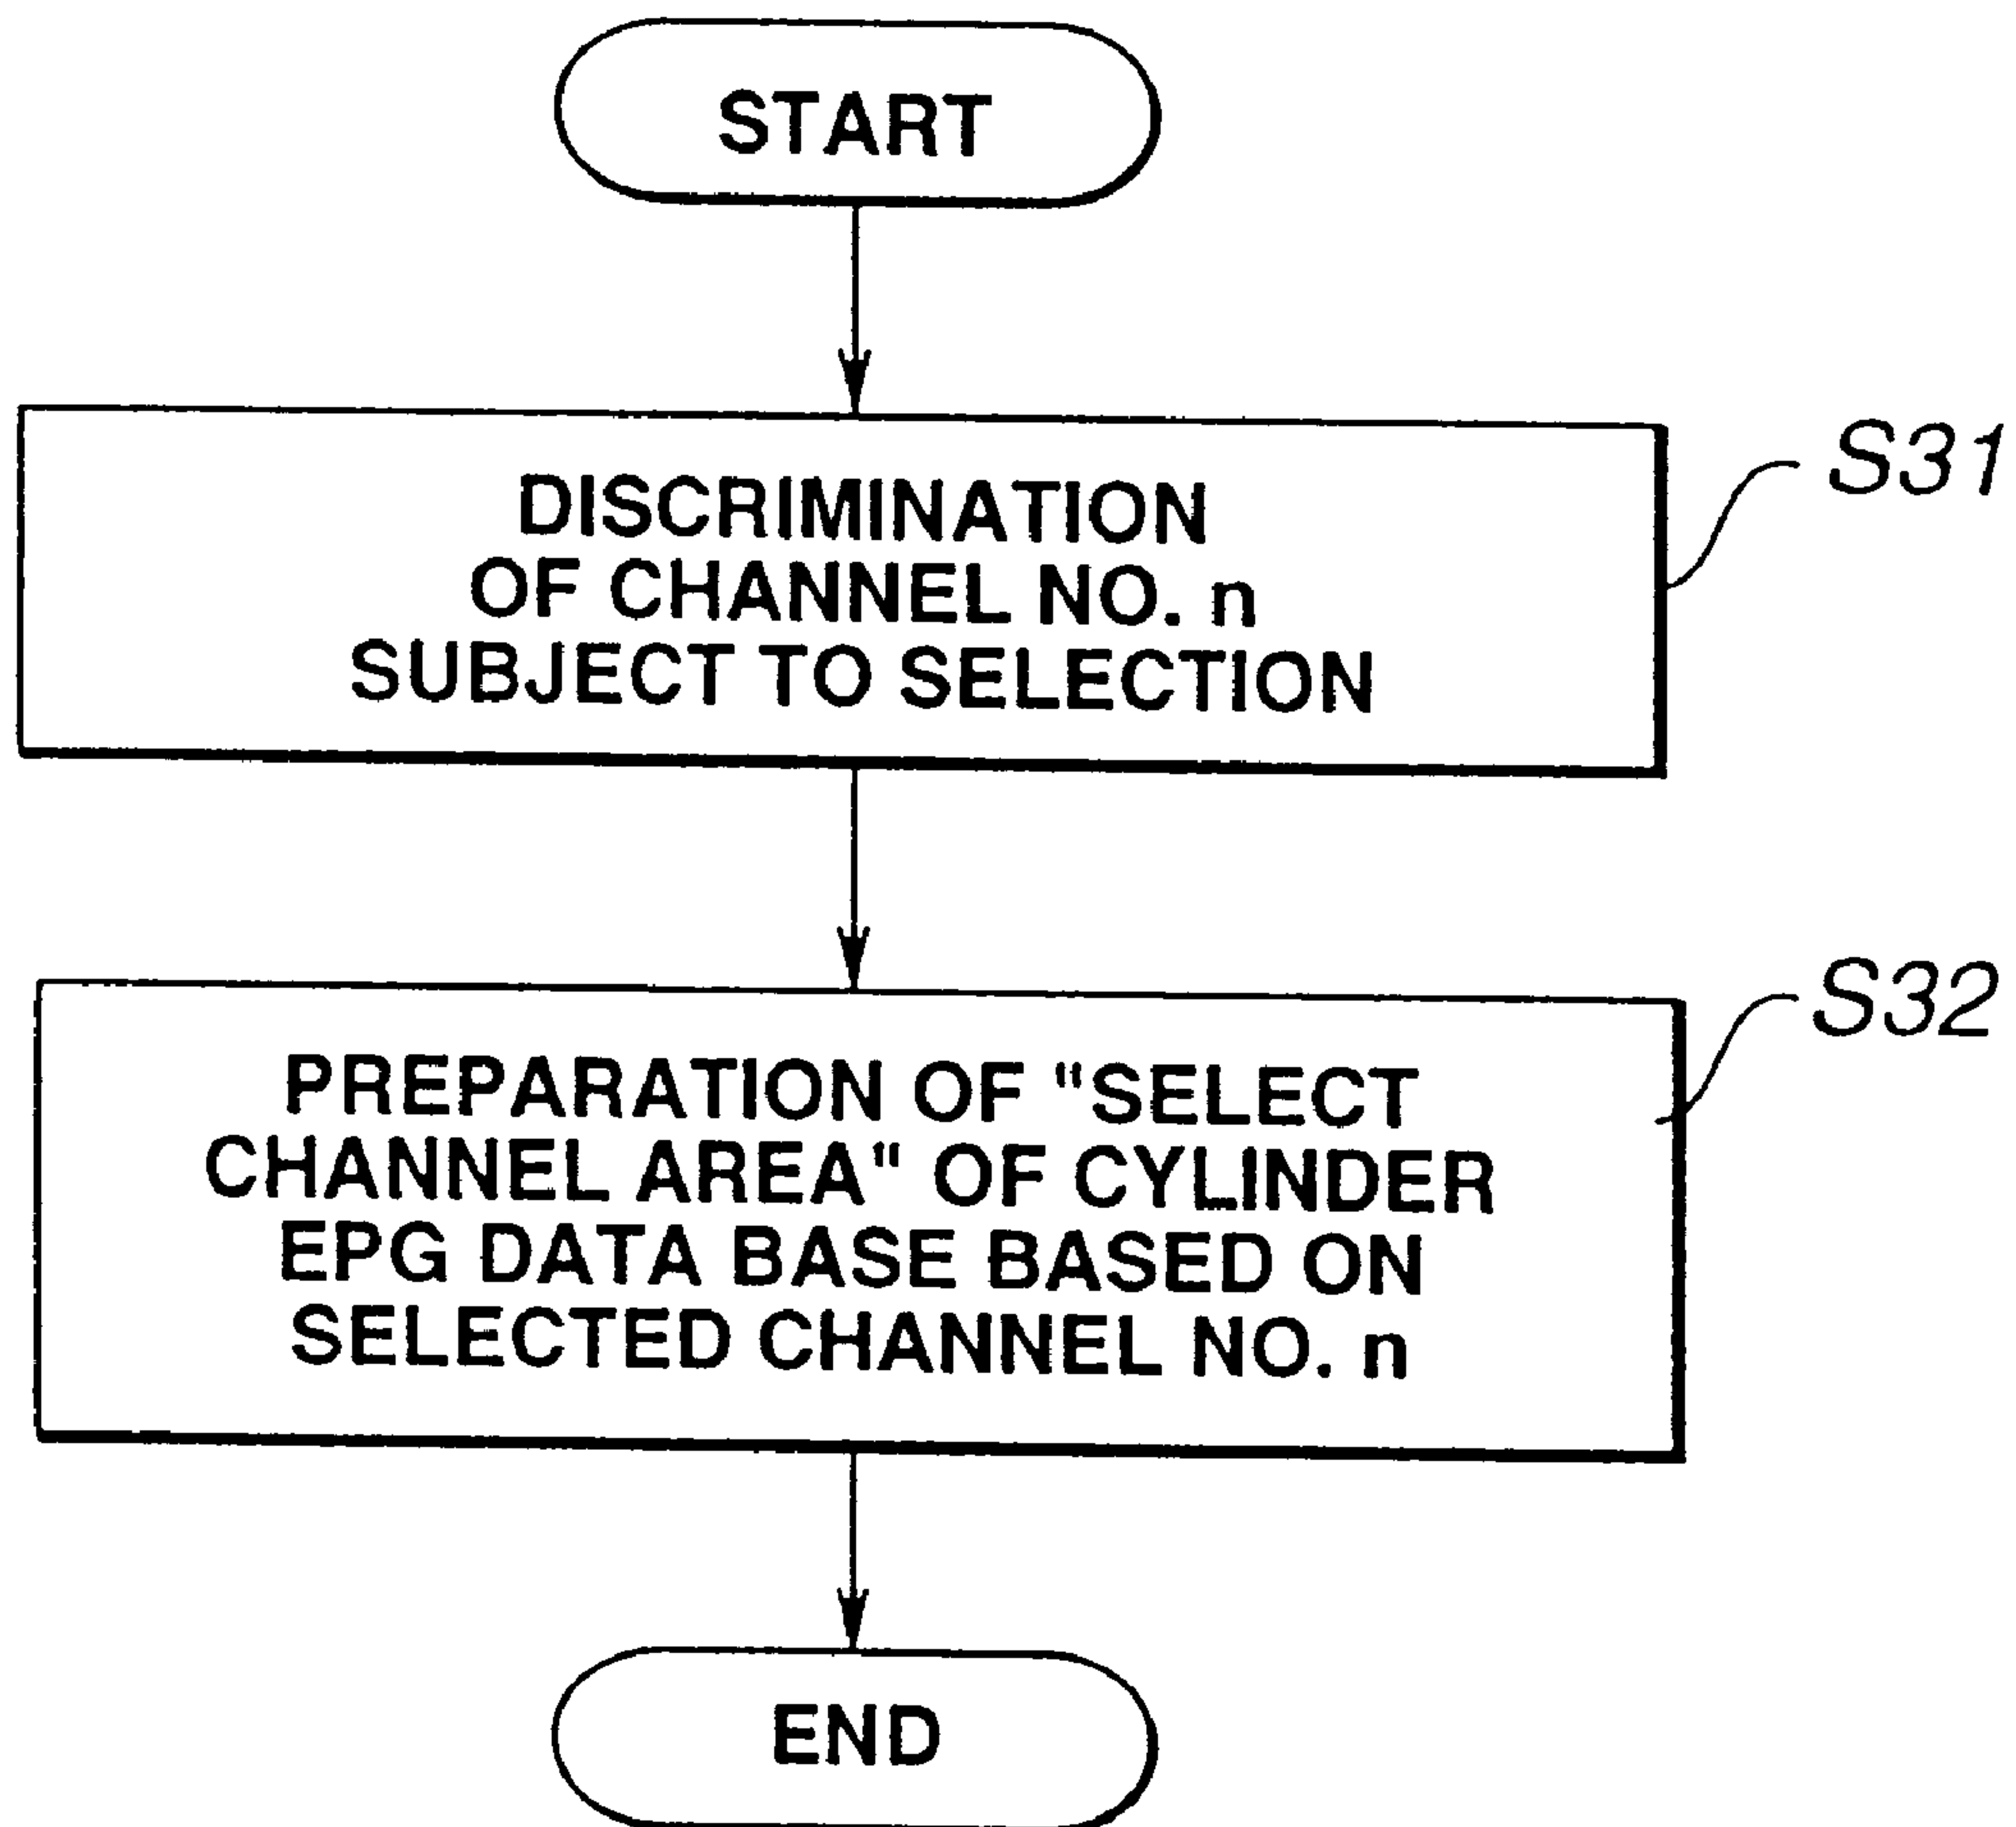 START
DISCRIMINATION
OF CHANNEL NO. n
SUBJECT TO SELECTION
S31
PREPARATION OF "SELECT
CHANNEL AREA" OF CYLINDER
EPG DATA BASE BASED ON
SELECTED CHANNEL NO. n
S32
END